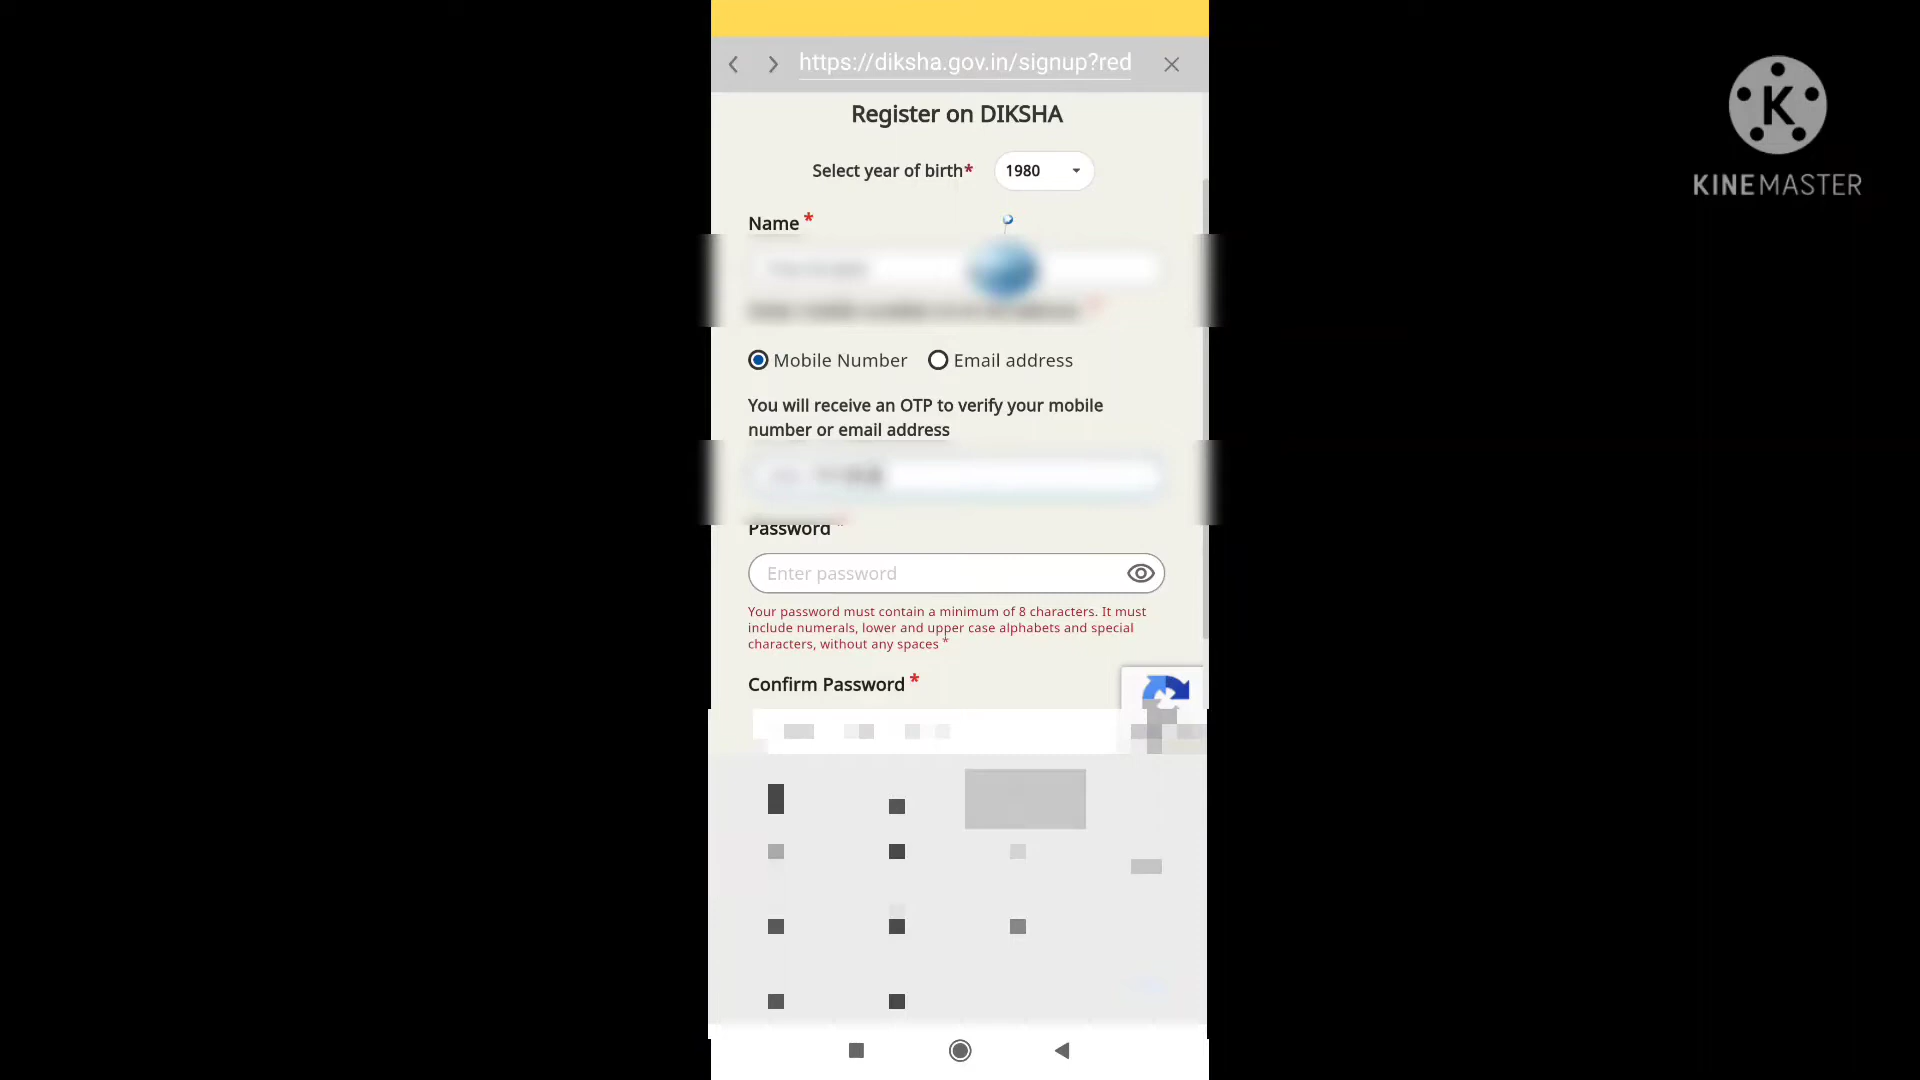 https://diksha.gov.in/signup?red
Register on DIKSHA
Select year of birth* 1980
Name *
Mobile Number Email address
You will receive an OTP to verify your mobile
number or email address
Password *
Enter password
Your password must contain a minimum of 8 characters. It must
include numerals, lower and upper case alphabets and special
characters, without any spaces *
Confirm Password *
K
KINEMASTER